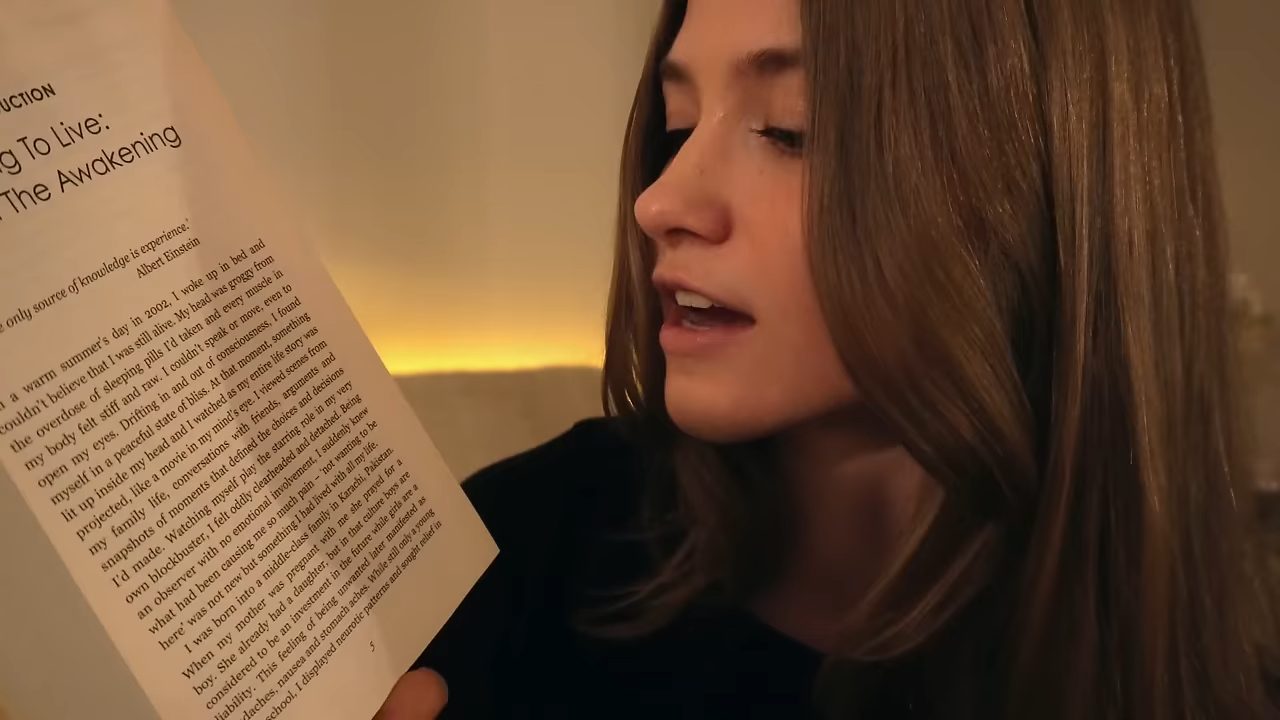 UCTION
g To Live:
The Awakening
e only source of knowledge is experience.'
Albert Einstein
a warm summer's day in 2002, I woke up in bed and
couldn't believe that I was still alive. My head was groggy from
the overdose of sleeping pills I'd taken and every muscle in
my body felt stiff and raw. I couldn't speak or move, even to
open my eyes. Drifting in and out of consciousness, I found
myself in a peaceful state of bliss. At that moment, something
lit up inside my head and I watched as my entire life story was
projected, like a movie in my mind's eye. I viewed scenes from
my family life, conversations with friends, arguments and
snapshots of moments that defined the choices and decisions
I'd made. Watching myself play the starring role in my very
own blockbuster, I felt oddly clearheaded and detached. Being
an observer with no emotional involvement, I suddenly knew
what had been causing me so much pain – 'not wanting to be
here' was not new but something I had lived with all my life.
I was born into a middle-class family in Karachi, Pakistan.
When my mother was pregnant with me she prayed for a
boy. She already had a daughter, but in that culture boys are
considered to be an investment in the future while girls are a
liability. This feeling of being unwanted later manifested as
daches, nausea and stomach aches. While still only a young
school, I displayed neurotic patterns and sought relief in
5